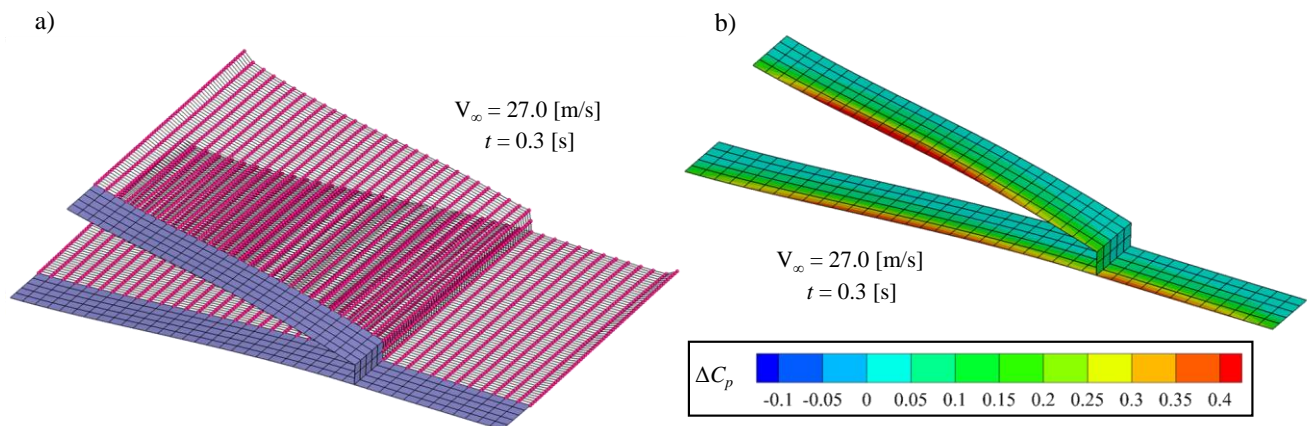 a)
V∞ = 27.0 [m/s]
t = 0.3 [s]
b)
V∞ = 27.0 [m/s]
t = 0.3 [s]
ΔCp
-0.1 -0.05 0 0.05 0.1 0.15 0.2 0.25 0.3 0.35 0.4